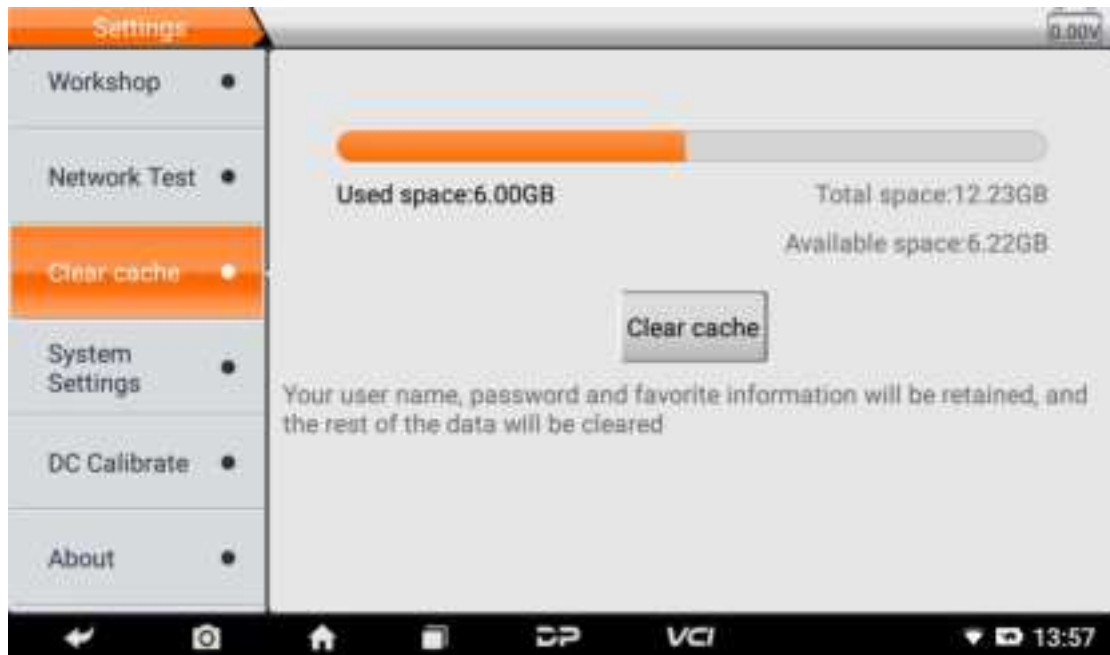 Settings
0.00V
Workshop
Network Test
Clear cache
System
Settings
DC Calibrate
About
Used space:6.00GB
Total space:12.23GB
Available space:6.22GB
Clear cache
Your user name, password and favorite information will be retained, and
the rest of the data will be cleared
DP
VCI
13:57